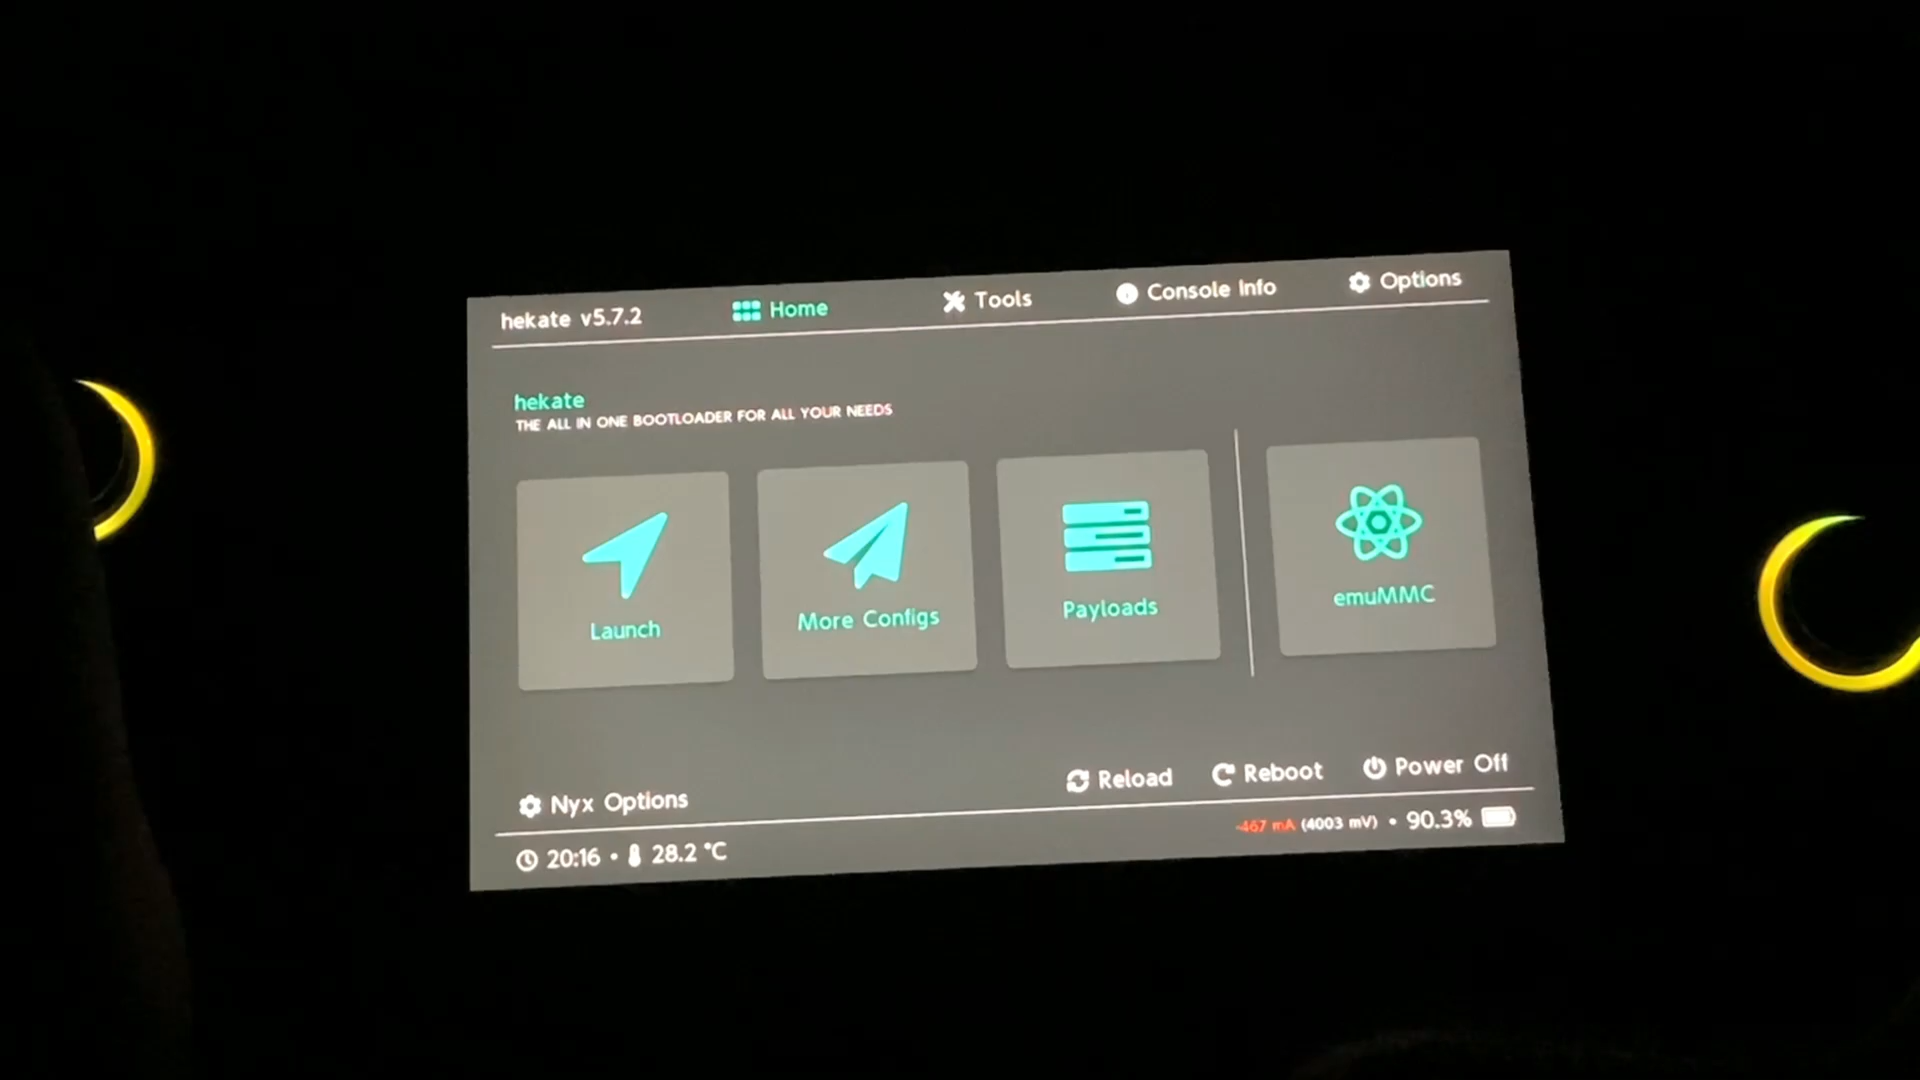 hekate v5.7.2
Home
Tools
Console Info
Options
hekate
THE ALL IN ONE BOOTLOADER FOR ALL YOUR NEEDS
Launch
More Configs
Payloads
emuMMC
Nyx Options
Reload
Reboot
Power Off
20:16 • 28.2 °C
-467 mA (4003 mV) • 90.3%